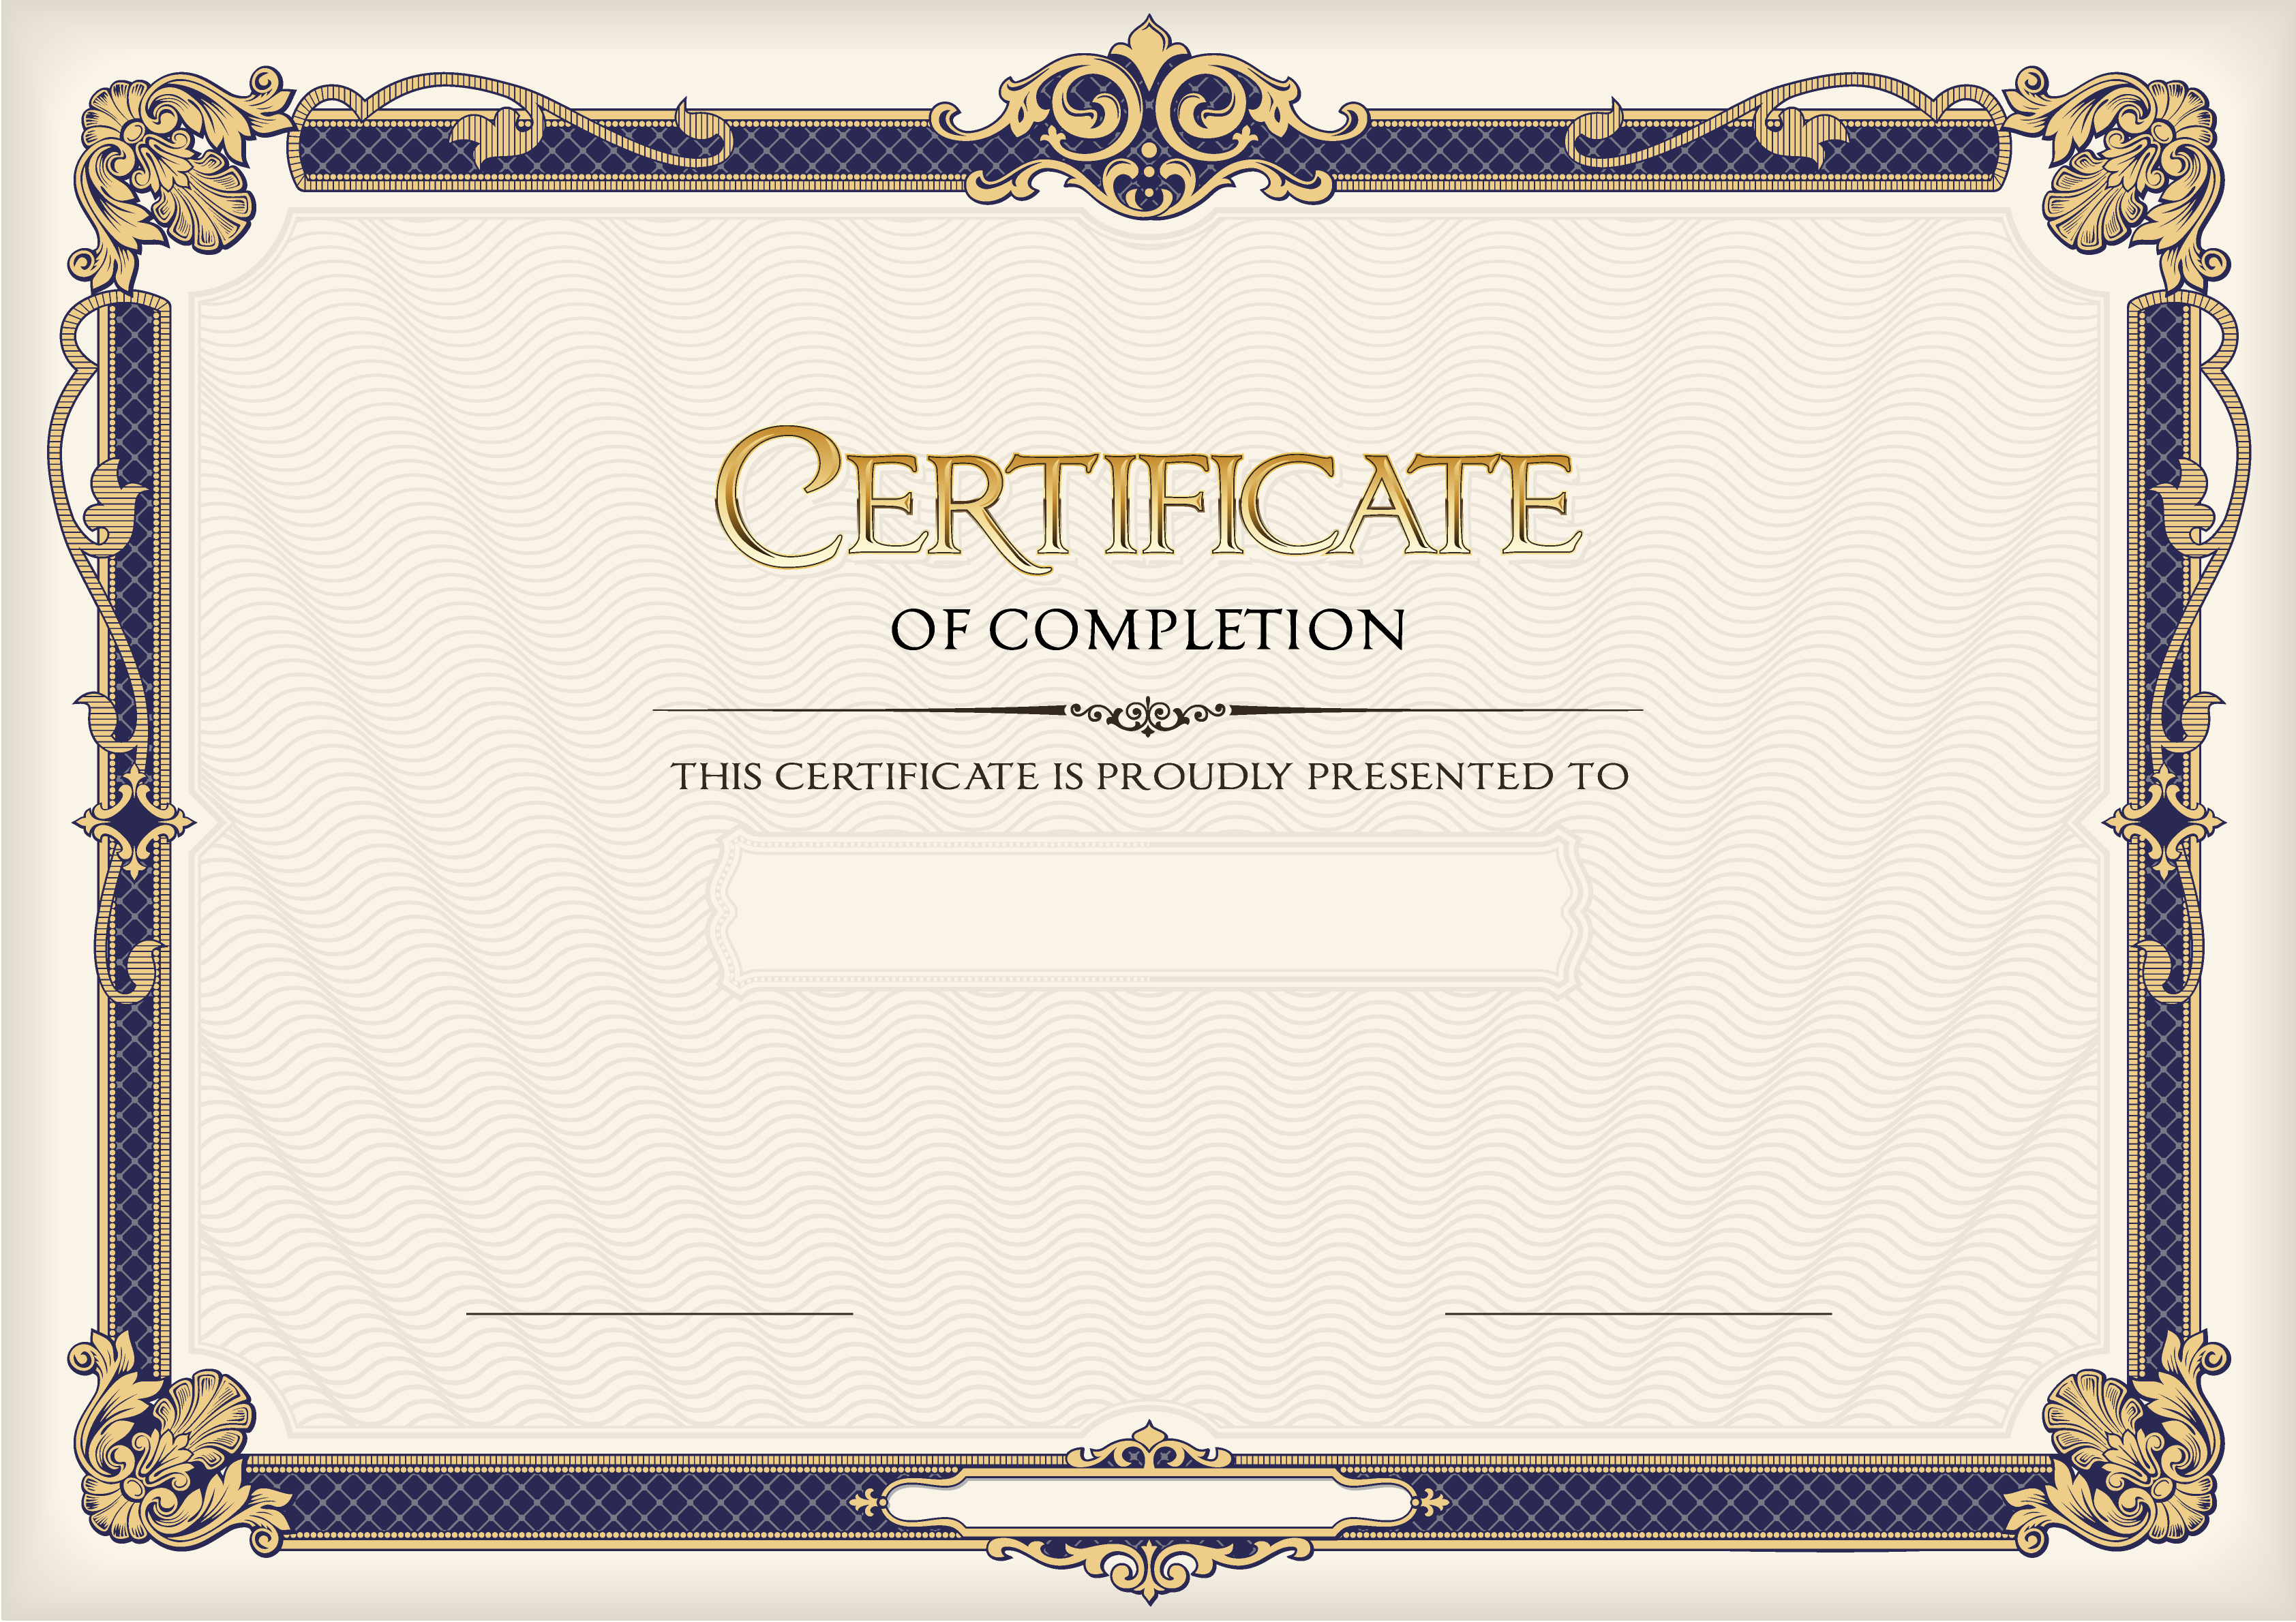 CERTIFICATE
OF COMPLETION
THIS CERTIFICATE IS PROUDLY PRESENTED TO